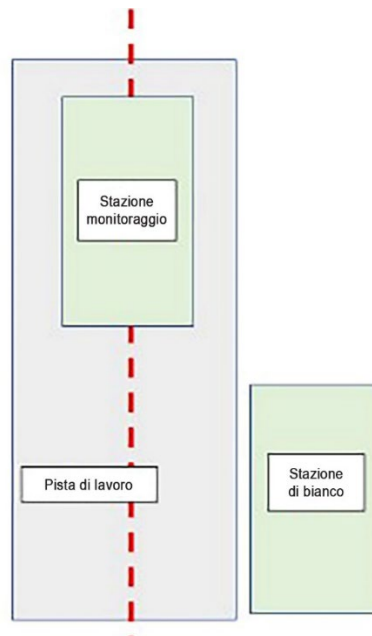 Stazione
monitoraggio
Pista di lavoro
Stazione
di bianco